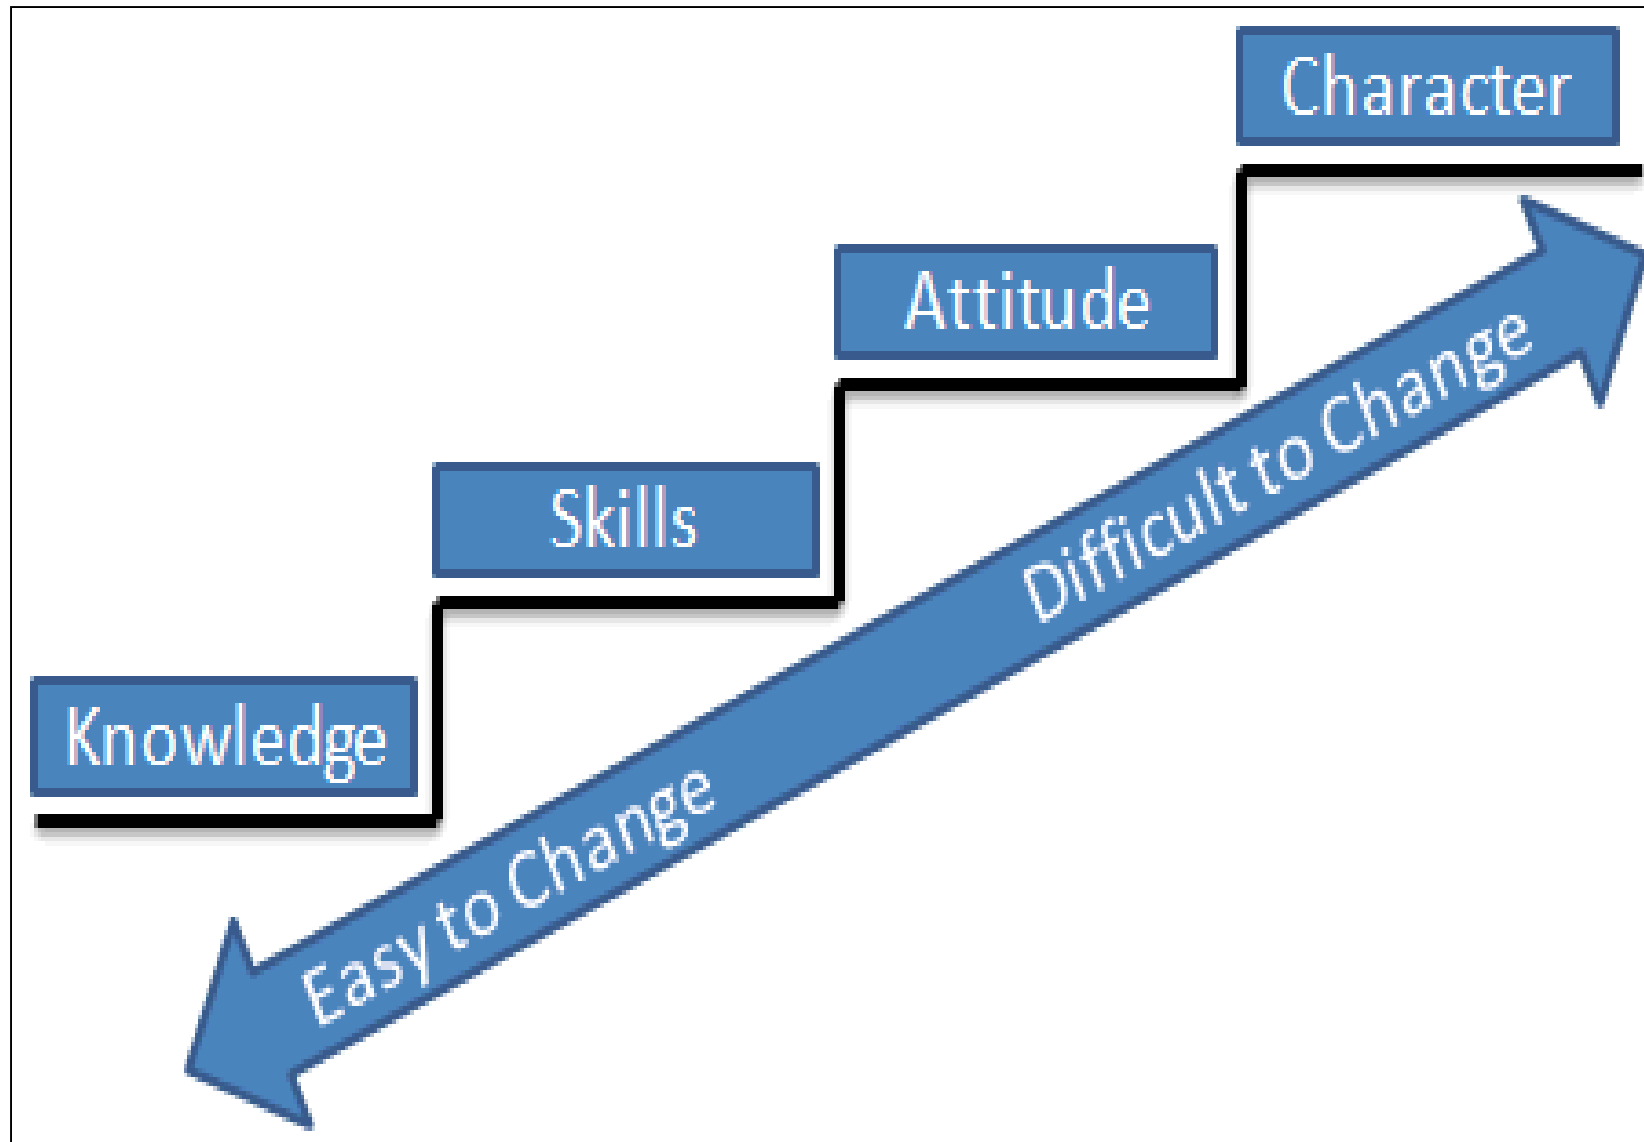 Character
Attitude
Skills
Knowledge
Difficult to Change
Easy to Change